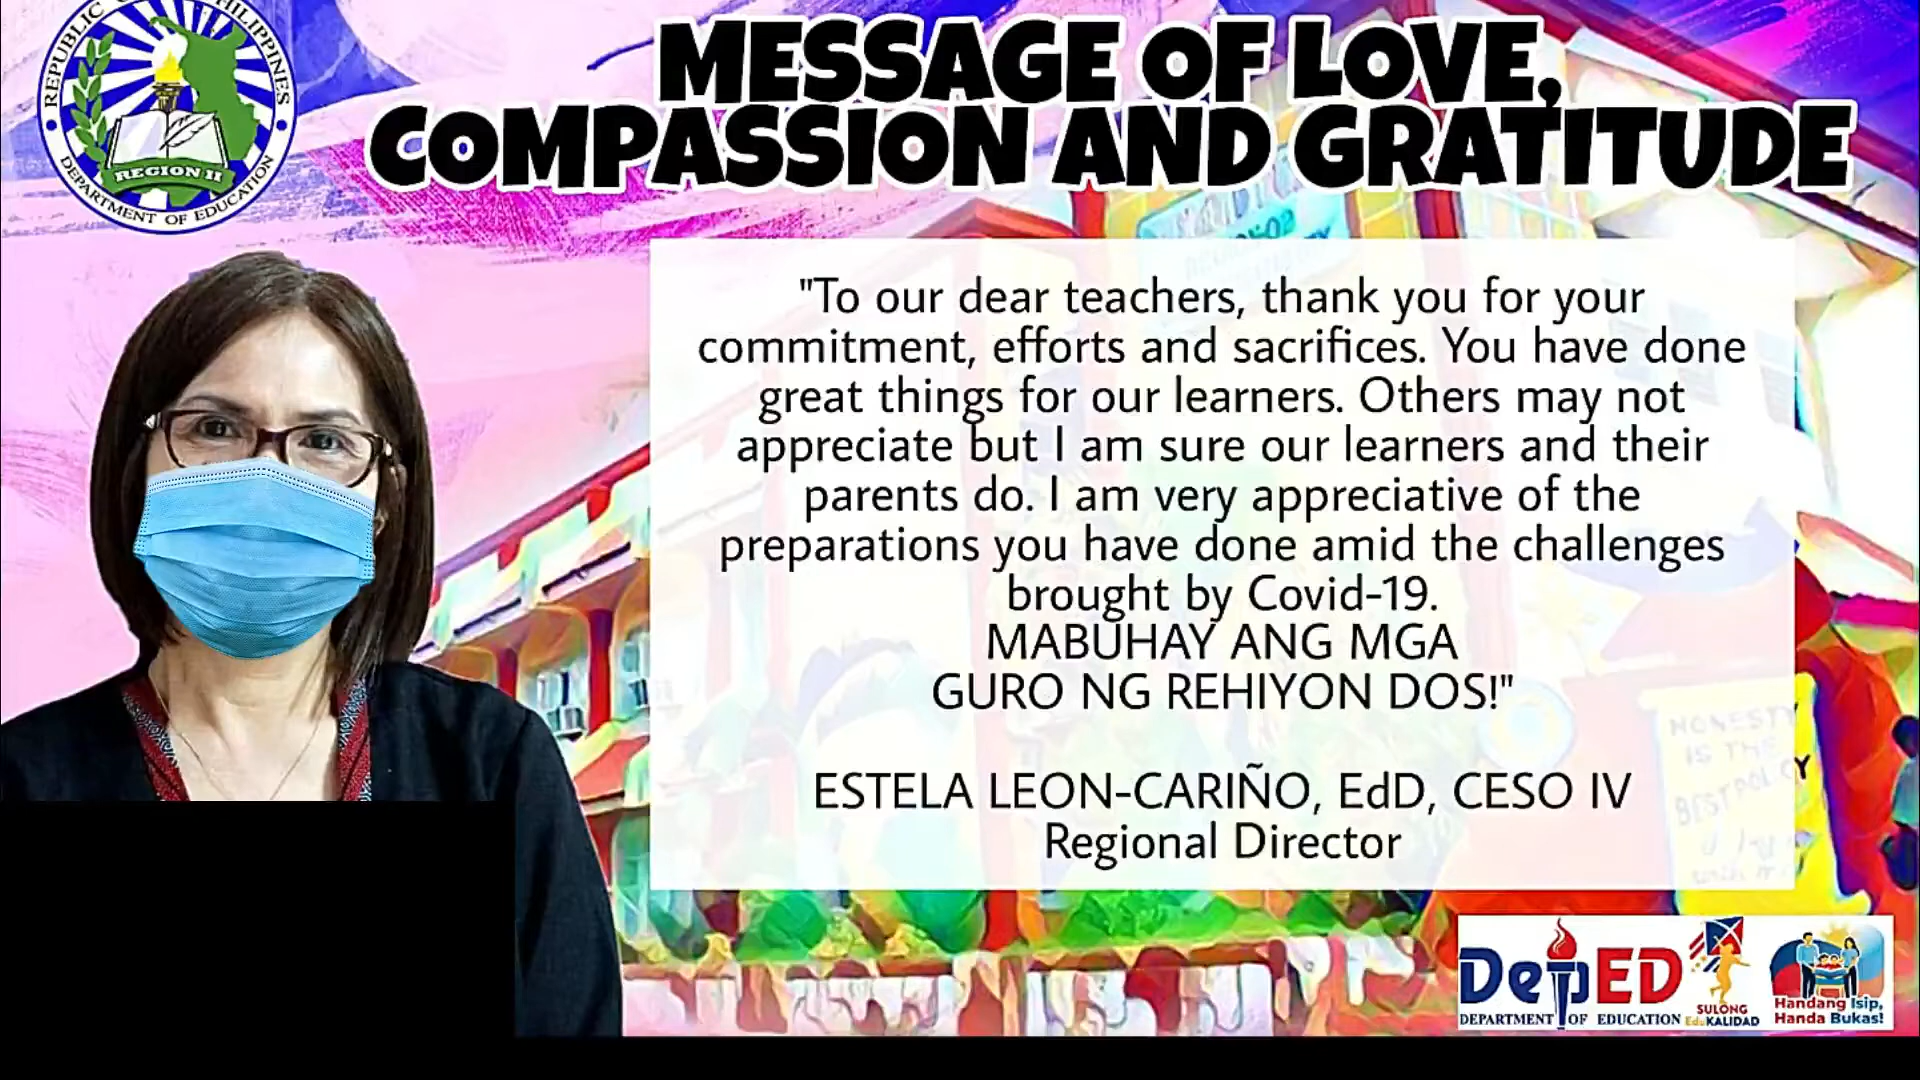 REPUBLIC
DEPARTMENT OF EDUCATION
REGION II
MESSAGE OF LOVE,
COMPASSION AND GRATITUDE
"To our dear teachers, thank you for your
commitment, efforts and sacrifices. You have done
great things for our learners. Others may not
appreciate but I am sure our learners and their
parents do. I am very appreciative of the
preparations you have done amid the challenges
brought by Covid-19.
MABUHAY ANG MGA
GURO NG REHIYON DOS!"
ESTELA LEON-CARIÑO, EdD, CESO IV
Regional Director
HONESTY
IS THE
BEST POLICY
DepED
DEPARTMENT OF EDUCATION
SULONG
EduKALIDAD
Handang Isip,
Handa Bukas!